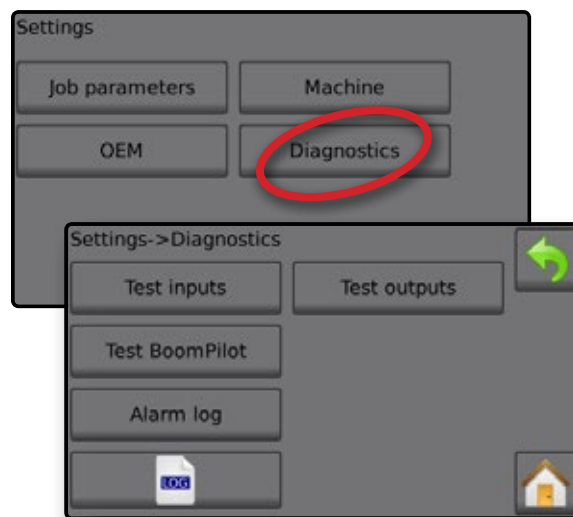 Settings
Job parameters
Machine
OEM
Diagnostics
Settings->Diagnostics
Test inputs
Test outputs
Test BoomPilot
Alarm log
LOG